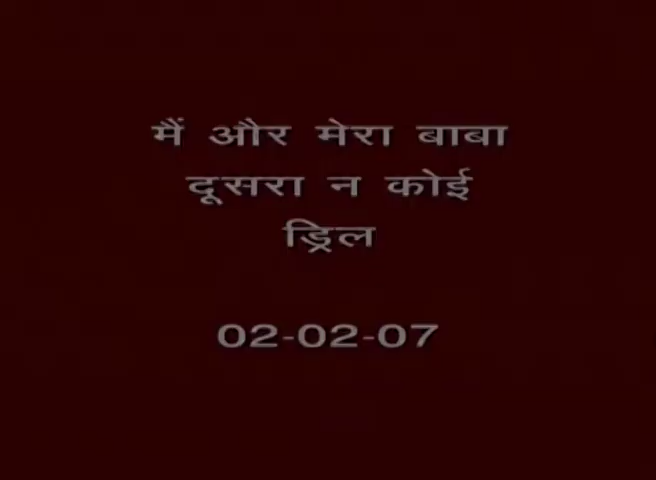 मैं और मेरा बाबा
दूसरा न कोई
ड्रिल
02-02-07